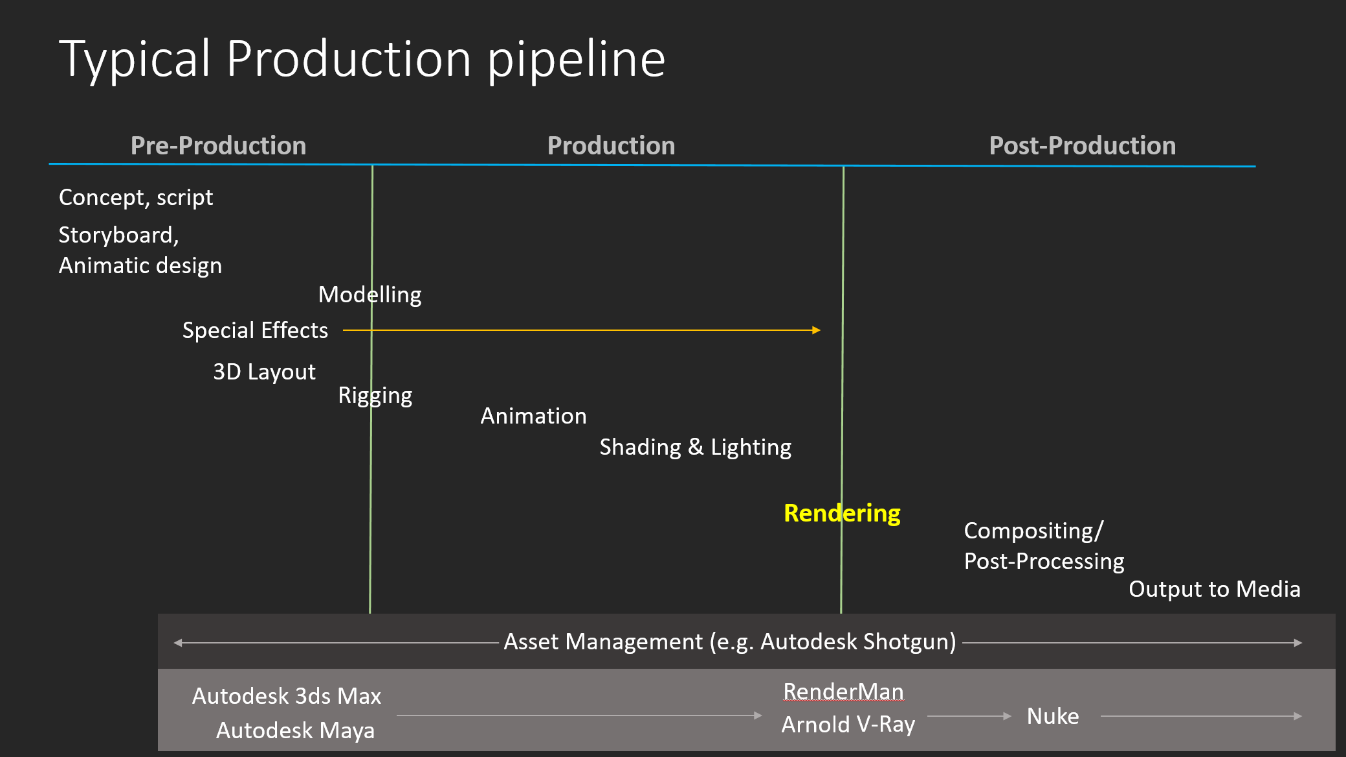 Typical Production pipeline
Pre-Production
Production
Post-Production
Concept, script
Storyboard,
Animatic design
Modelling
Special Effects
3D Layout
Rigging
Animation
Shading & Lighting
Rendering
Compositing/
Post-Processing
Output to Media
Asset Management (e.g. Autodesk Shotgun)
Autodesk 3ds Max
Autodesk Maya
RenderMan
Arnold V-Ray
Nuke